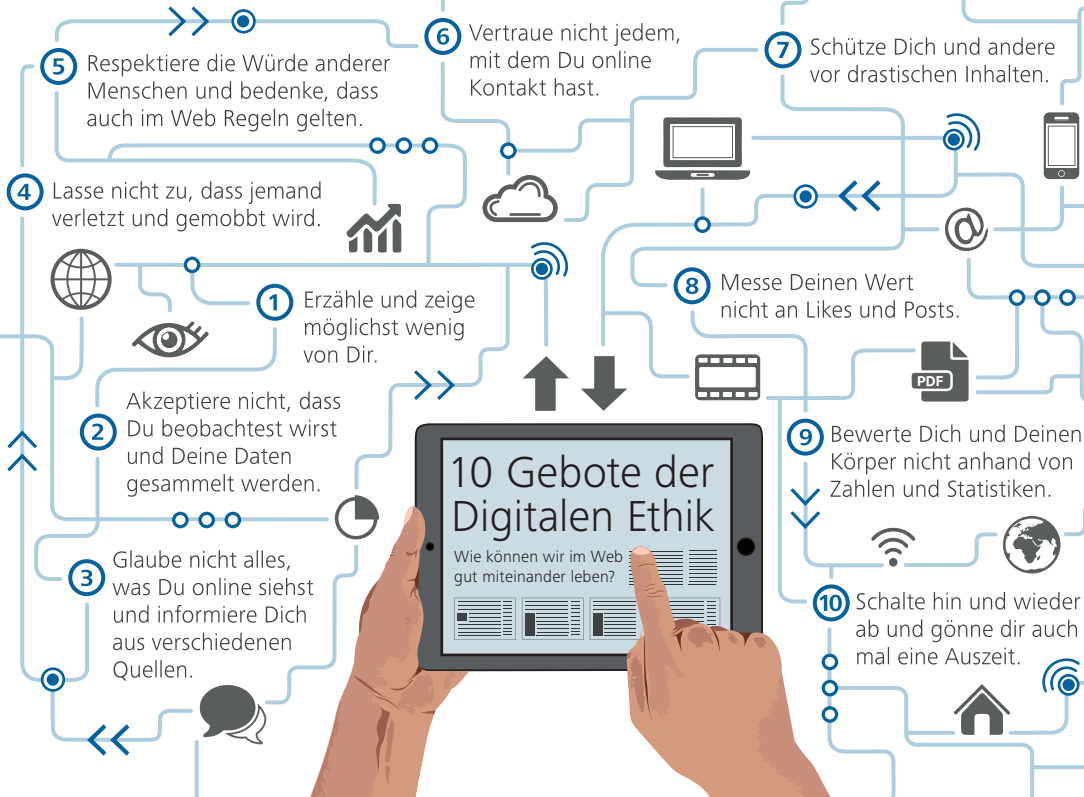 10 Gebote der
Digitalen Ethik
Wie können wir im Web
gut miteinander leben?
1
Erzähle und zeige
möglichst wenig
von Dir.
2
Akzeptiere nicht, dass
Du beobachtest wirst
und Deine Daten
gesammelt werden.
3
Glaube nicht alles,
was Du online siehst
und informiere Dich
aus verschiedenen
Quellen.
4
Lasse nicht zu, dass jemand
verletzt und gemobbt wird.
5
Respektiere die Würde anderer
Menschen und bedenke, dass
auch im Web Regeln gelten.
6
Vertraue nicht jedem,
mit dem Du online
Kontakt hast.
7
Schütze Dich und andere
vor drastischen Inhalten.
@
8
Messe Deinen Wert
nicht an Likes und Posts.
PDF
9
Bewerte Dich und Deinen
Körper nicht anhand von
Zahlen und Statistiken.
10
Schalte hin und wieder
ab und gönne dir auch
mal eine Auszeit.